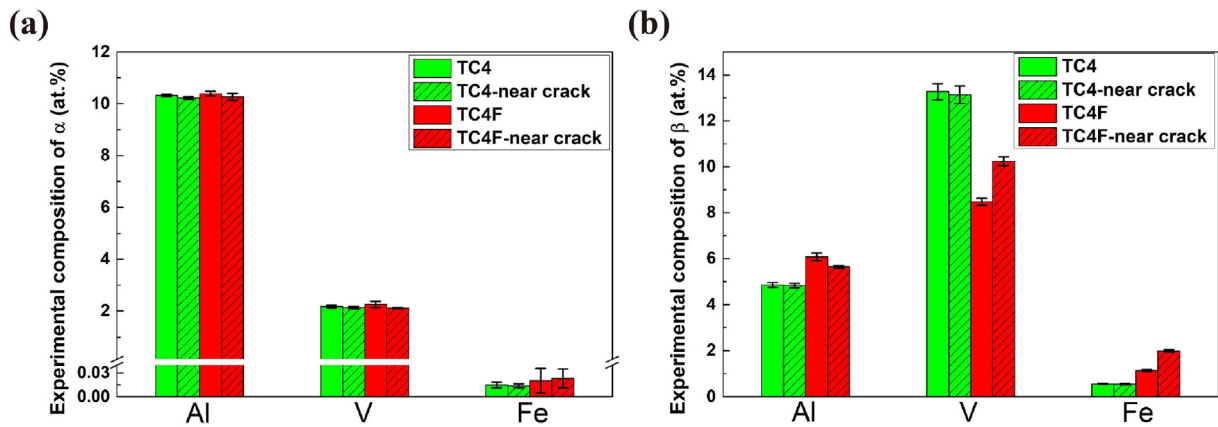 (a)
Experimental composition of α (at.%)
12
10
8
6
4
2
0.03
0.00
TC4
TC4-near crack
TC4F
TC4F-near crack
Al V Fe
(b)
Experimental composition of β (at.%)
14
12
10
8
6
4
2
0
TC4
TC4-near crack
TC4F
TC4F-near crack
Al V Fe